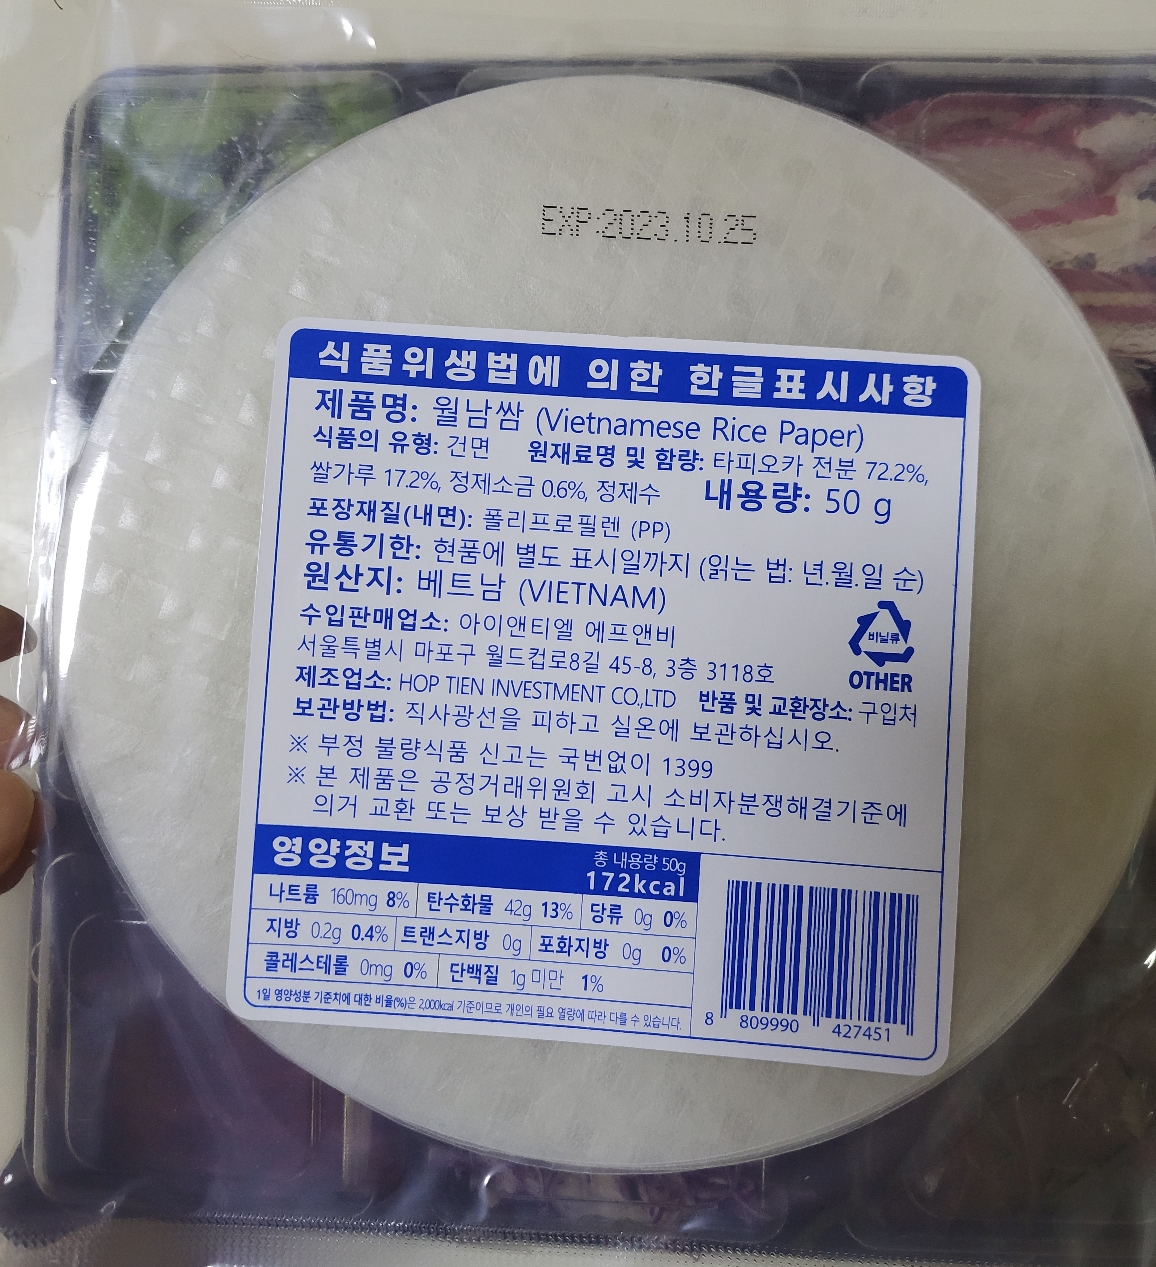 EXP:2023.10.25
식품위생법에 의한 한글표시사항
제품명: 월남쌈 (Vietnamese Rice Paper)
식품의 유형: 건면 원재료명 및 함량: 타피오카 전분 72.2%,
쌀가루 17.2%, 정제소금 0.6%, 정제수 내용량: 50 g
포장재질(내면): 폴리프로필렌 (PP)
유통기한: 현품에 별도 표시일까지 (읽는 법: 년.월.일 순)
원산지: 베트남 (VIETNAM)
수입판매업소: 아이앤티엘 에프앤비
서울특별시 마포구 월드컵로8길 45-8, 3층 3118호
비닐류
OTHER
제조업소: HOP TIEN INVESTMENT CO.,LTD 반품 및 교환장소: 구입처
보관방법: 직사광선을 피하고 실온에 보관하십시오.
※ 부정 불량식품 신고는 국번없이 1399
※ 본 제품은 공정거래위원회 고시 소비자분쟁해결기준에
의거 교환 또는 보상 받을 수 있습니다.
영양정보
총 내용량 50g
172kcal
나트륨 160mg 8% 탄수화물 42g 13% 당류 0g 0%
지방 0.2g 0.4% 트랜스지방 0g 포화지방 0g 0%
콜레스테롤 0mg 0% 단백질 1g 미만 1%
1일 영양성분 기준치에 대한 비율(%)은 2,000kcal 기준이므로 개인의 필요 열량에 따라 다를 수 있습니다.
8 809990 427451